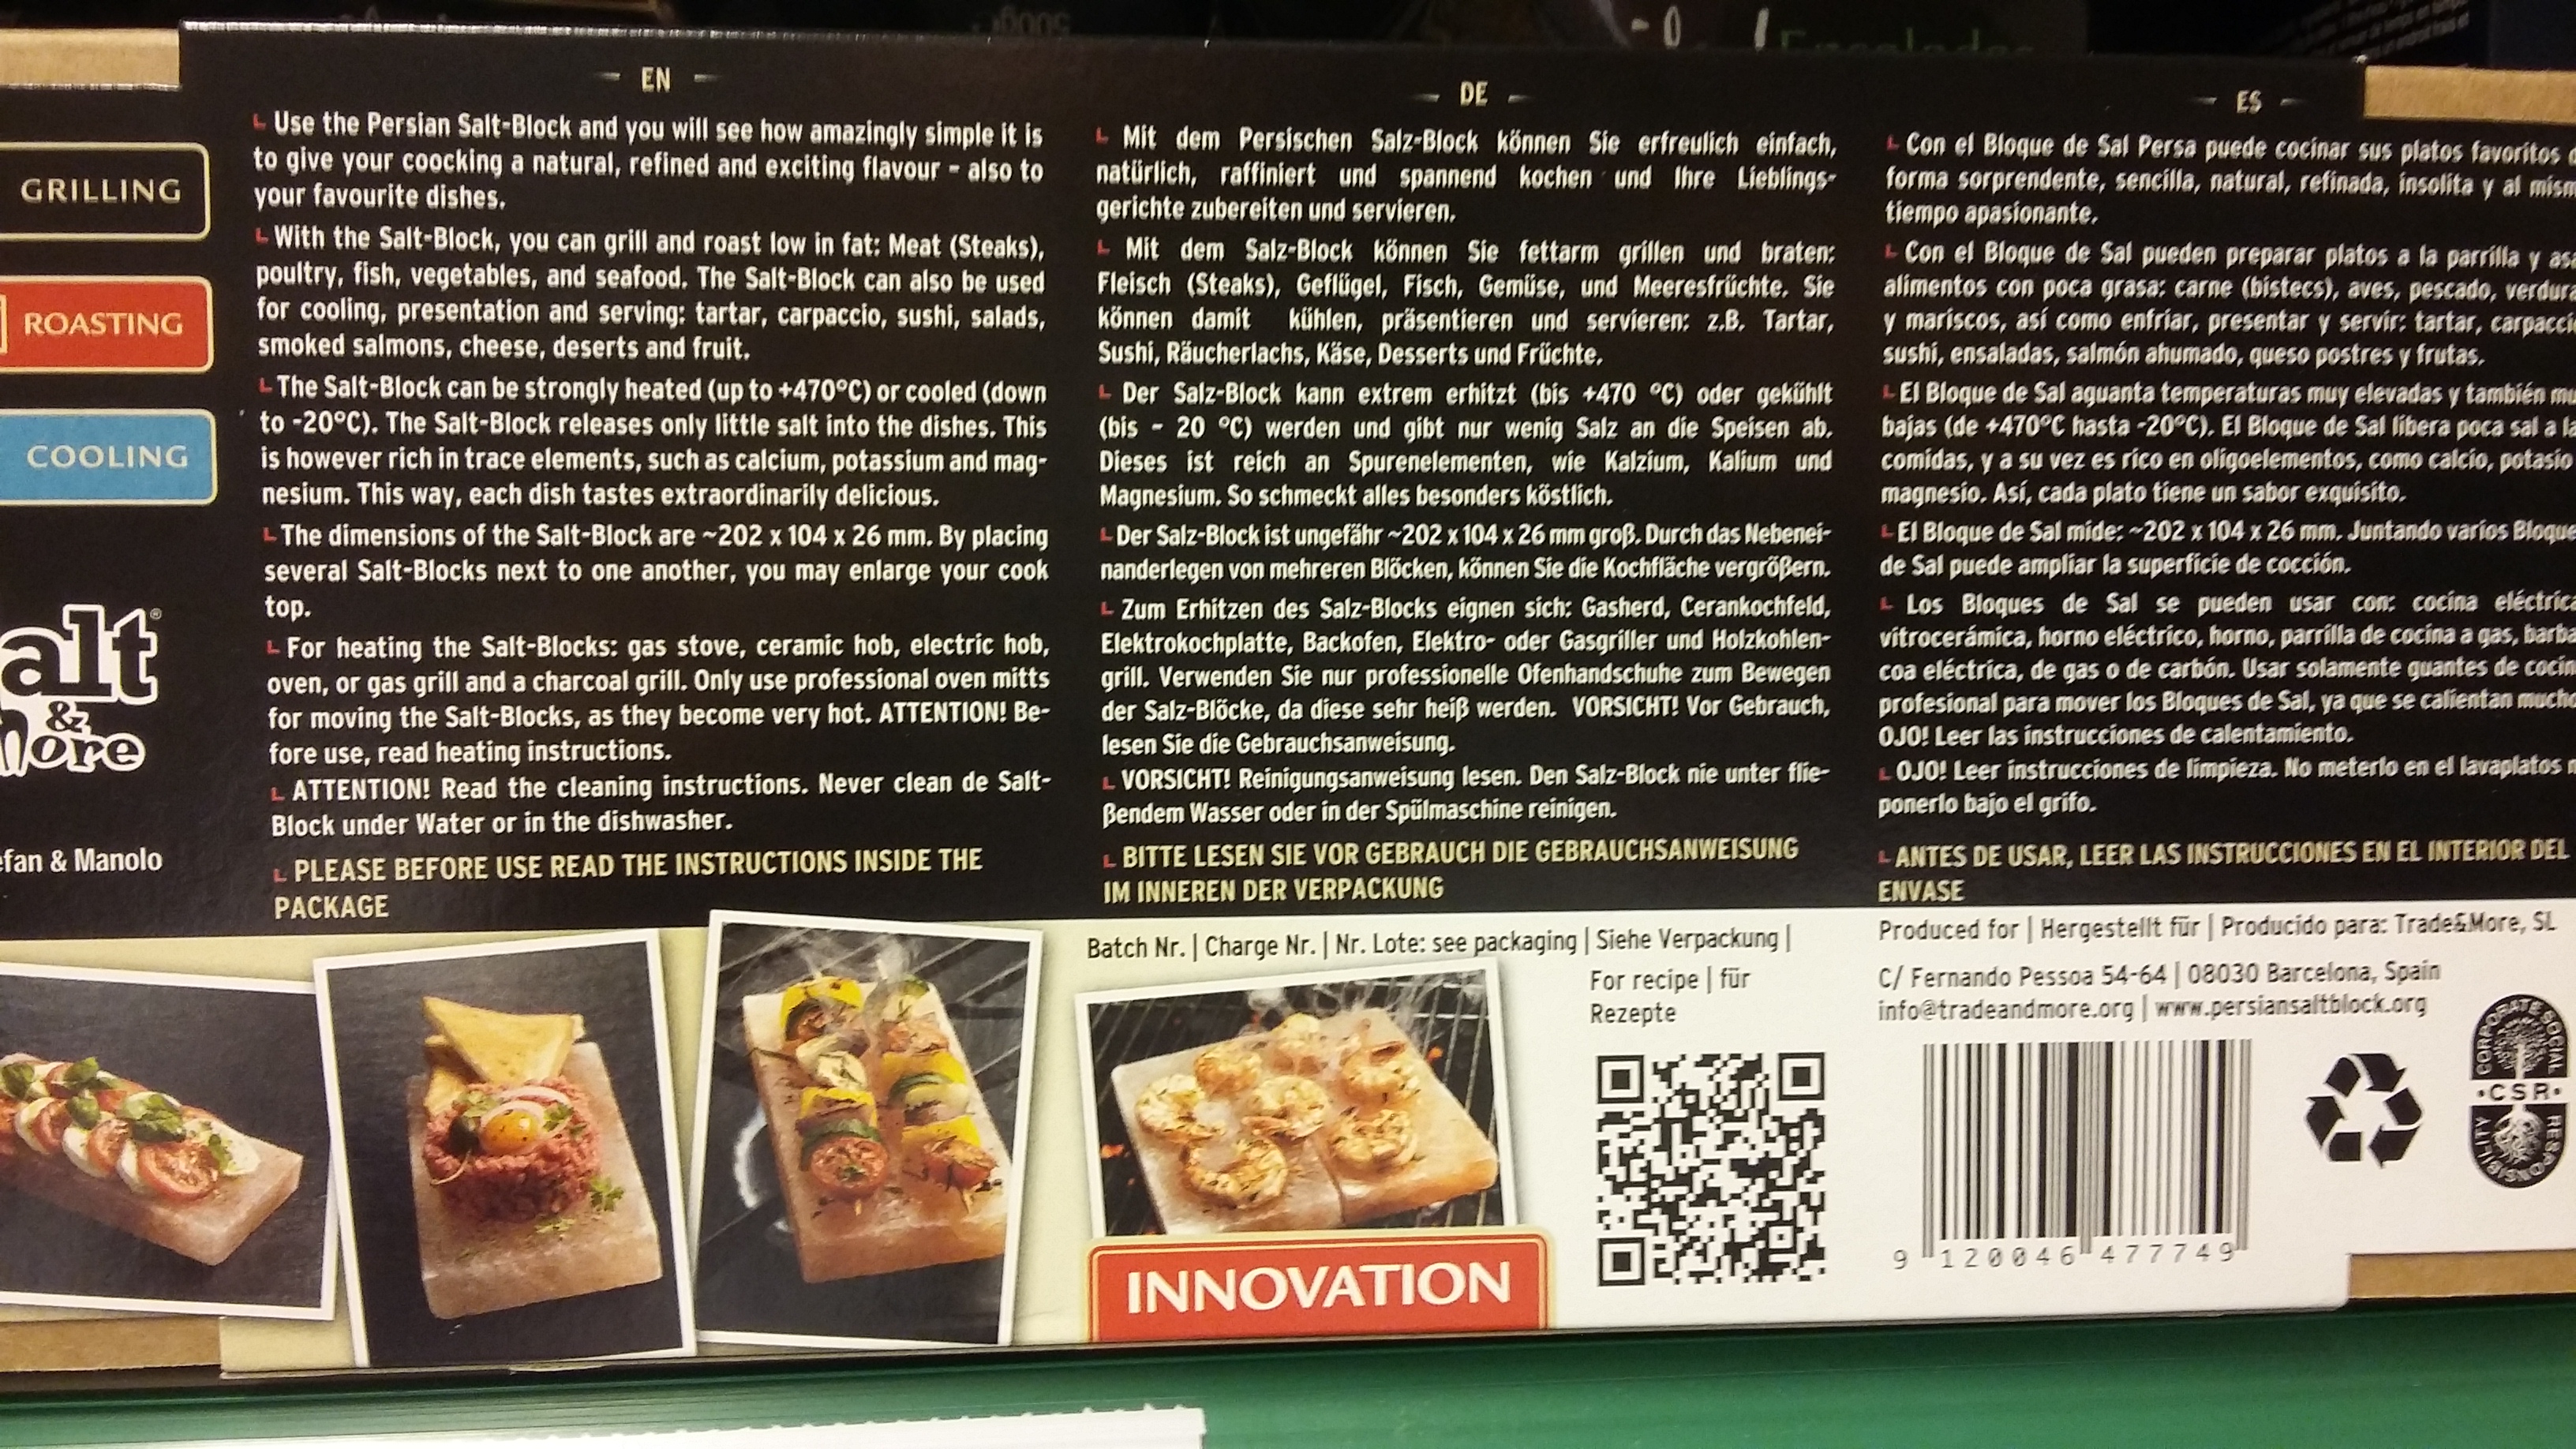 GRILLING
ROASTING
COOLING
alt®
&
More
efan & Manolo
– EN –
Use the Persian Salt-Block and you will see how amazingly simple it is
to give your coocking a natural, refined and exciting flavour - also to
your favourite dishes.
With the Salt-Block, you can grill and roast low in fat: Meat (Steaks),
poultry, fish, vegetables, and seafood. The Salt-Block can also be used
for cooling, presentation and serving: tartar, carpaccio, sushi, salads,
smoked salmons, cheese, deserts and fruit.
The Salt-Block can be strongly heated (up to +470°C) or cooled (down
to -20°C). The Salt-Block releases only little salt into the dishes. This
is however rich in trace elements, such as calcium, potassium and mag-
nesium. This way, each dish tastes extraordinarily delicious.
The dimensions of the Salt-Block are ~202 x 104 x 26 mm. By placing
several Salt-Blocks next to one another, you may enlarge your cook
top.
For heating the Salt-Blocks: gas stove, ceramic hob, electric hob,
oven, or gas grill and a charcoal grill. Only use professional oven mitts
for moving the Salt-Blocks, as they become very hot. ATTENTION! Be-
fore use, read heating instructions.
ATTENTION! Read the cleaning instructions. Never clean de Salt-
Block under Water or in the dishwasher.
PLEASE BEFORE USE READ THE INSTRUCTIONS INSIDE THE
PACKAGE
– DE –
Mit dem Persischen Salz-Block können Sie erfreulich einfach,
natürlich, raffiniert und spannend kochen und Ihre Lieblings-
gerichte zubereiten und servieren.
Mit dem Salz-Block können Sie fettarm grillen und braten:
Fleisch (Steaks), Geflügel, Fisch, Gemüse, und Meeresfrüchte. Sie
können damit kühlen, präsentieren und servieren: z.B. Tartar,
Sushi, Räucherlachs, Käse, Desserts und Früchte.
Der Salz-Block kann extrem erhitzt (bis +470 °C) oder gekühlt
(bis - 20 °C) werden und gibt nur wenig Salz an die Speisen ab.
Dieses ist reich an Spurenelementen, wie Kalzium, Kalium und
Magnesium. So schmeckt alles besonders köstlich.
Der Salz-Block ist ungefähr ~202 x 104 x 26 mm groß. Durch das Nebenei-
nanderlegen von mehreren Blöcken, können Sie die Kochfläche vergrößern.
Zum Erhitzen des Salz-Blocks eignen sich: Gasherd, Cerankochfeld,
Elektrokochplatte, Backofen, Elektro- oder Gasgriller und Holzkohlen-
grill. Verwenden Sie nur professionelle Ofenhandschuhe zum Bewegen
der Salz-Blöcke, da diese sehr heiß werden. VORSICHT! Vor Gebrauch,
lesen Sie die Gebrauchsanweisung.
VORSICHT! Reinigungsanweisung lesen. Den Salz-Block nie unter flie-
ßendem Wasser oder in der Spülmaschine reinigen.
BITTE LESEN SIE VOR GEBRAUCH DIE GEBRAUCHSANWEISUNG
IM INNEREN DER VERPACKUNG
– ES –
Con el Bloque de Sal Persa puede cocinar sus platos favoritos d
forma sorprendente, sencilla, natural, refinada, insolita y al mism
tiempo apasionante.
Con el Bloque de Sal pueden preparar platos a la parrilla y asa
alimentos con poca grasa: carne (bistecs), aves, pescado, verdura
y mariscos, así como enfriar, presentar y servir: tartar, carpacci
sushi, ensaladas, salmón ahumado, queso postres y frutas.
El Bloque de Sal aguanta temperaturas muy elevadas y también mu
bajas (de +470°C hasta -20°C). El Bloque de Sal libera poca sal a la
comidas, y a su vez es rico en oligoelementos, como calcio, potasio
magnesio. Así, cada plato tiene un sabor exquisito.
El Bloque de Sal mide: ~202 x 104 x 26 mm. Juntando varios Bloque
de Sal puede ampliar la superficie de cocción.
Los Bloques de Sal se pueden usar con: cocina eléctrica
vitrocerámica, horno eléctrico, horno, parrilla de cocina a gas, barba
coa eléctrica, de gas o de carbón. Usar solamente guantes de cocin
profesional para mover los Bloques de Sal, ya que se calientan mucho
OJO! Leer las instrucciones de calentamiento.
OJO! Leer instrucciones de limpieza. No meterlo en el lavaplatos n
ponerlo bajo el grifo.
ANTES DE USAR, LEER LAS INSTRUCCIONES EN EL INTERIOR DEL
ENVASE
Batch Nr. | Charge Nr. | Nr. Lote: see packaging | Siehe Verpackung |
For recipe | für
Rezepte
INNOVATION
Produced for | Hergestellt für | Producido para: Trade&More, SL
C/ Fernando Pessoa 54-64 | 08030 Barcelona, Spain
info@tradeandmore.org | www.persiansaltblock.org
9 120046 477749
CORPORATE SOCIAL
•CSR•
RESPONSIBILITY